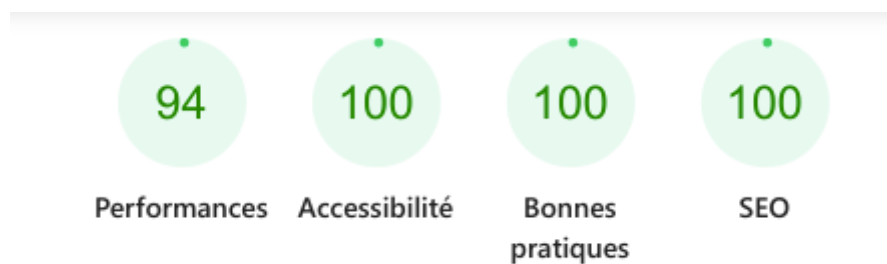 94
100
100
100
Performances
Accessibilité
Bonnes
pratiques
SEO